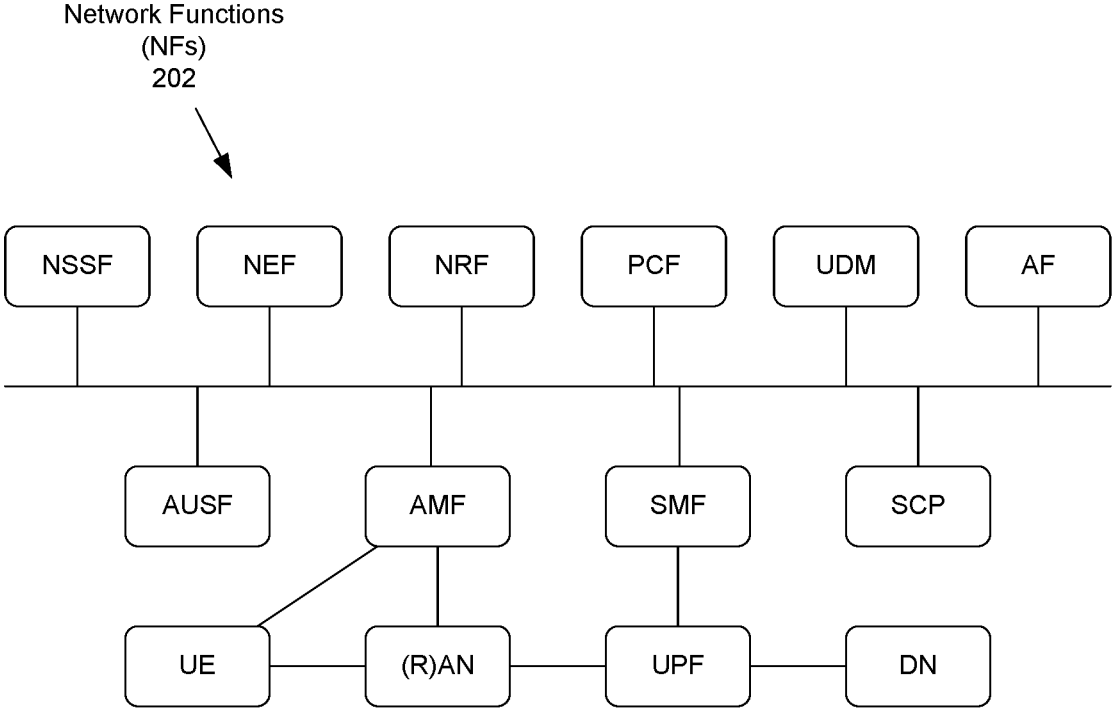 Network Functions
(NFs)
202
NSSF
NEF
NRF
PCF
UDM
AF
AUSF
AMF
SMF
SCP
UE
(R)AN
UPF
DN